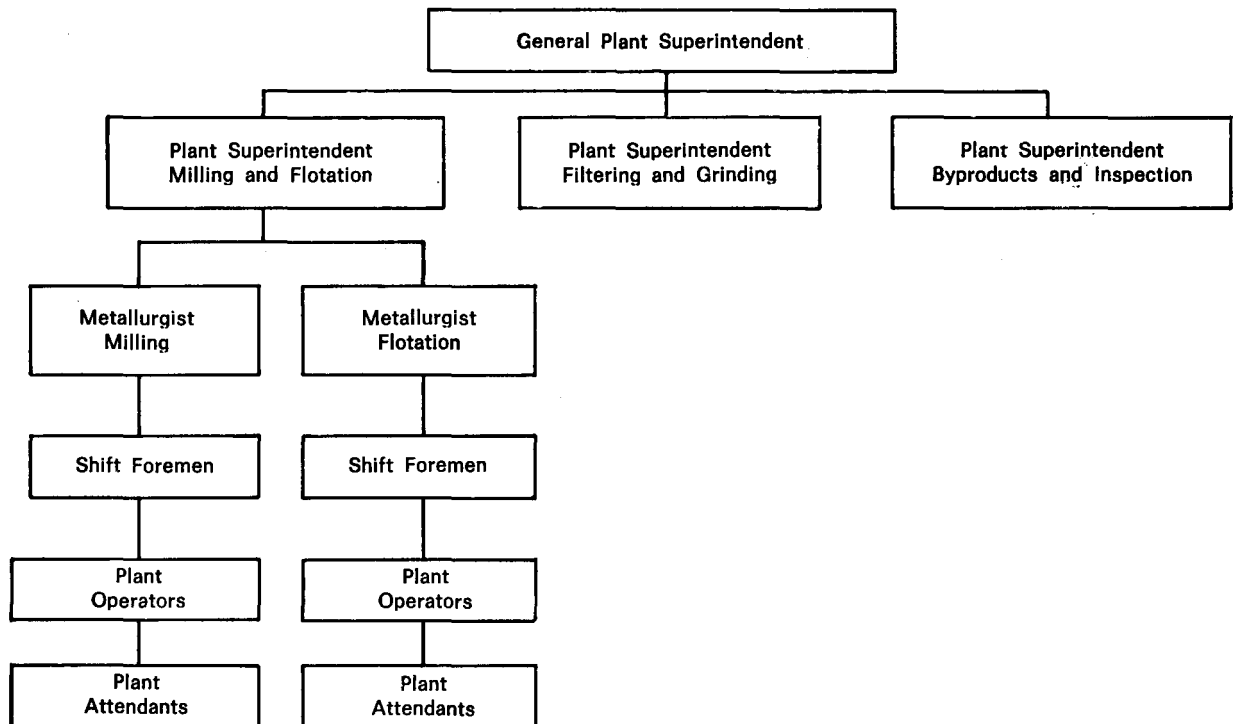 General Plant Superintendent
Plant Superintendent
Milling and Flotation
Plant Superintendent
Filtering and Grinding
Plant Superintendent
Byproducts and Inspection
Metallurgist
Milling
Metallurgist
Flotation
Shift Foremen
Shift Foremen
Plant
Operators
Plant
Operators
Plant
Attendants
Plant
Attendants